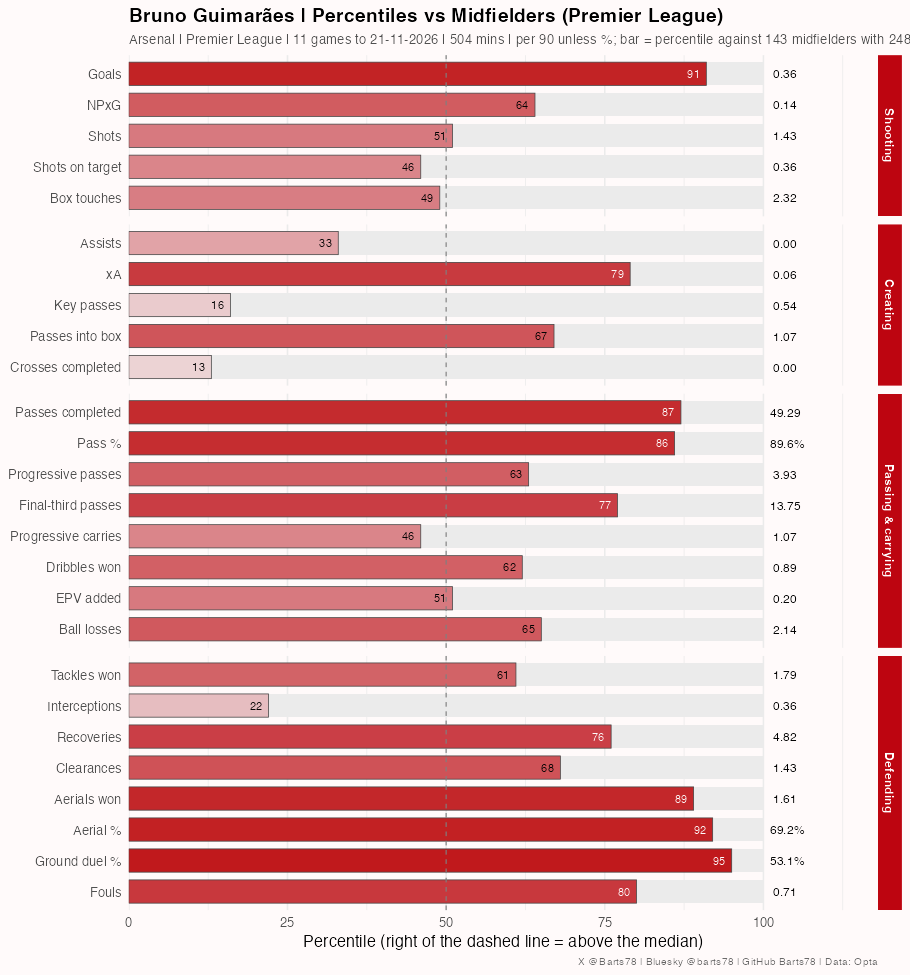 Bruno Guimarães | Percentiles vs Midfielders (Premier League)
Arsenal | Premier League | 11 games to 21-11-2026 | 504 mins | per 90 unless %; bar = percentile against 143 midfielders with 248
Shooting
Goals 91 0.36
NPxG 64 0.14
Shots 51 1.43
Shots on target 46 0.36
Box touches 49 2.32
Creating
Assists 33 0.00
xA 79 0.06
Key passes 16 0.54
Passes into box 67 1.07
Crosses completed 13 0.00
Passing & carrying
Passes completed 87 49.29
Pass % 86 89.6%
Progressive passes 63 3.93
Final-third passes 77 13.75
Progressive carries 46 1.07
Dribbles won 62 0.89
EPV added 51 0.20
Ball losses 65 2.14
Defending
Tackles won 61 1.79
Interceptions 22 0.36
Recoveries 76 4.82
Clearances 68 1.43
Aerials won 89 1.61
Aerial % 92 69.2%
Ground duel % 95 53.1%
Fouls 80 0.71
0 25 50 75 100
Percentile (right of the dashed line = above the median)
X @Barts78 | Bluesky @barts78 | GitHub Barts78 | Data: Opta